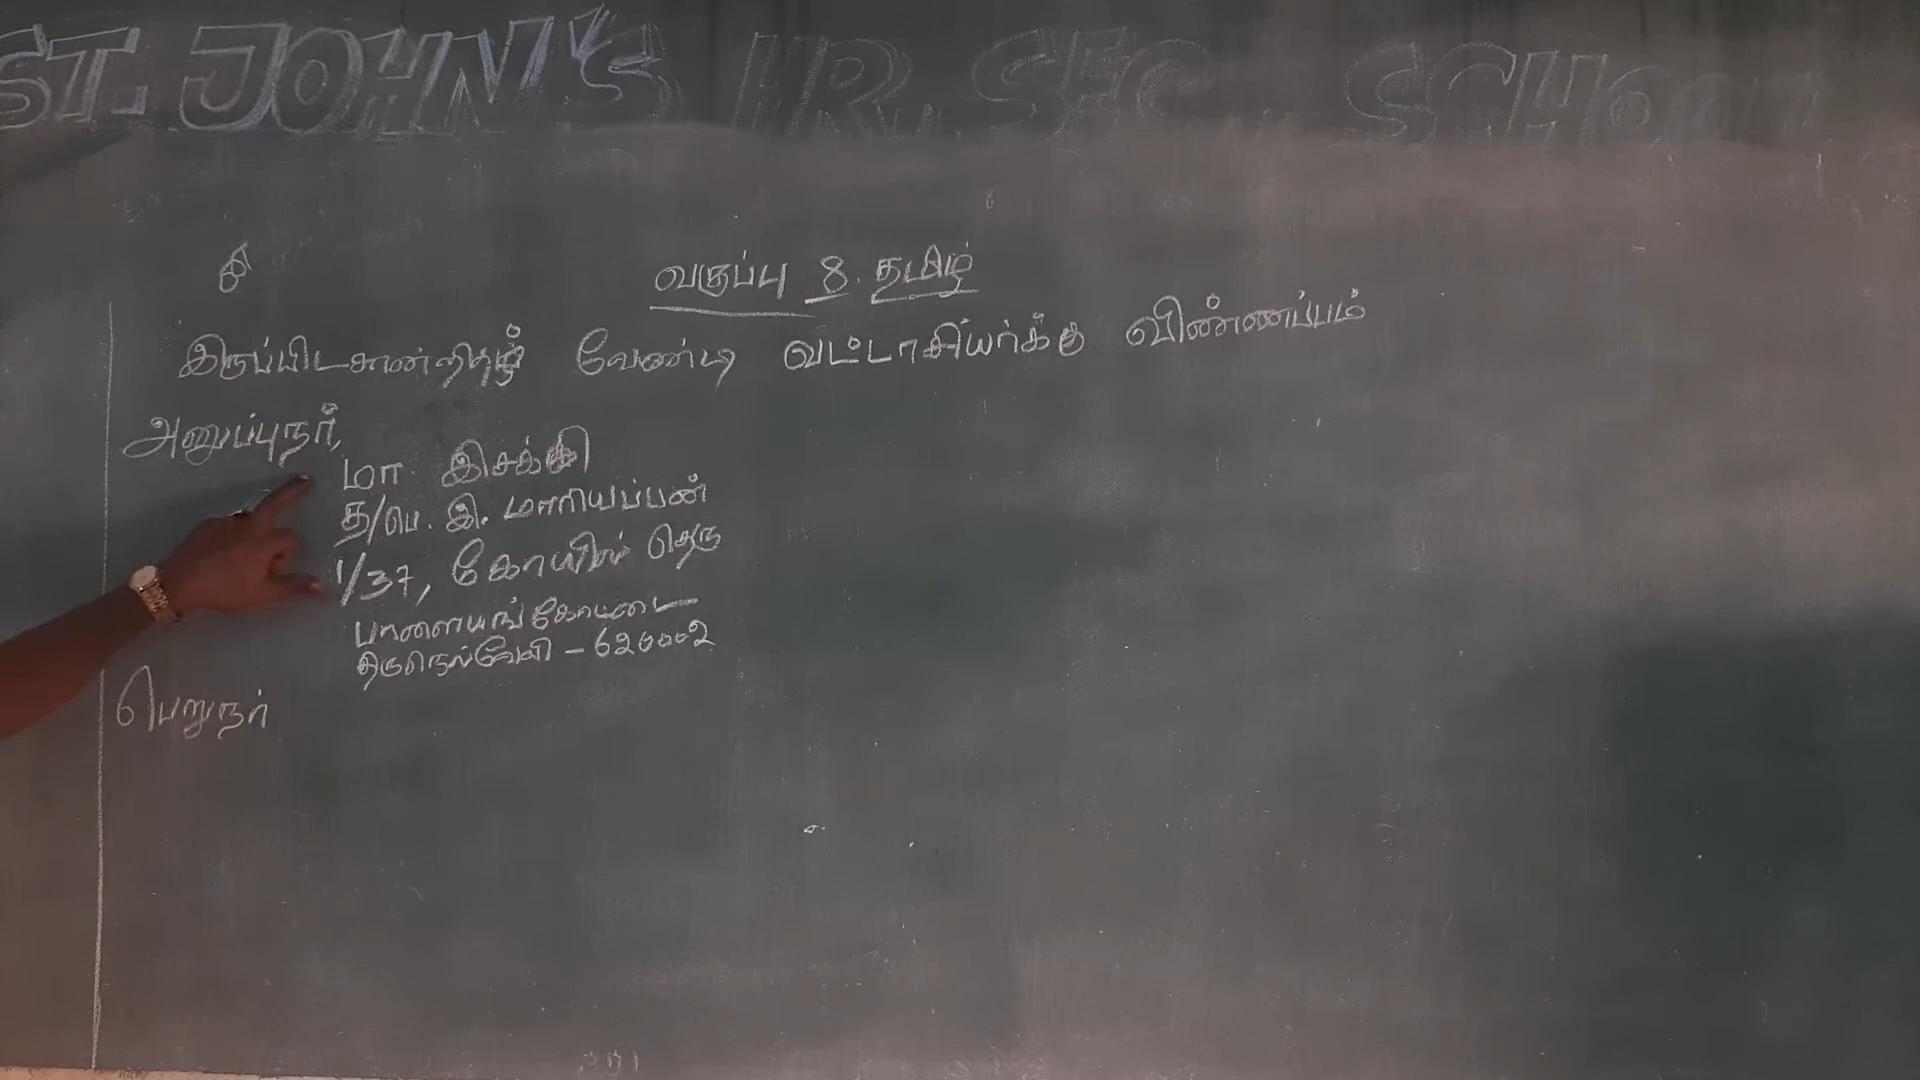 ST. JOHN'S HR. SEC. SCHOOL
வகுப்பு 8. தமிழ்
இருப்பிடசான்றிதழ் வேண்டி வட்டாசியர்க்கு விண்ணப்பம்
அனுப்புநர்,
மா இசக்கி
த/பெ. இ. மாரியப்பன்
1/37, கோயில் தெரு
பாளையங்கோட்டை
திருநெல்வேலி - 620002
பெறுநர்